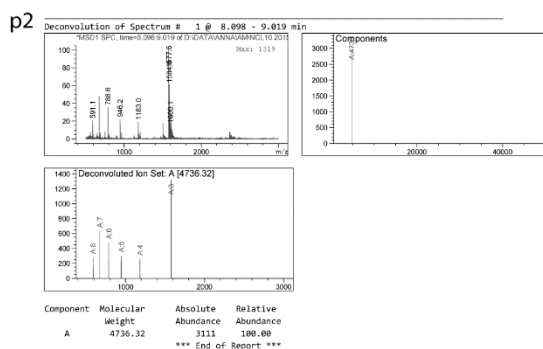 p2
Deconvolution of Spectrum # 1 @ 8.098 - 9.019 min
*MSD1 SPC, time=8.098:9.019 of D:\DATA\ANNA\AM\NCL10 201
Max: 1315
100
80
60
40
20
0
591.1
788.6
946.2
1183.0
1577.6
1600.1
1000
2000
m/z
Components
3000
2500
2000
1500
1000
500
0
20000
40000
Deconvoluted Ion Set: A [4736.32]
1400
1200
1000
800
600
400
200
0
A:8
A:7
A:6
A:5
A:4
A:3
1000
2000
3000
Component Molecular Absolute Relative
Weight Abundance Abundance
A 4736.32 3111 100.00
*** End of Report ***